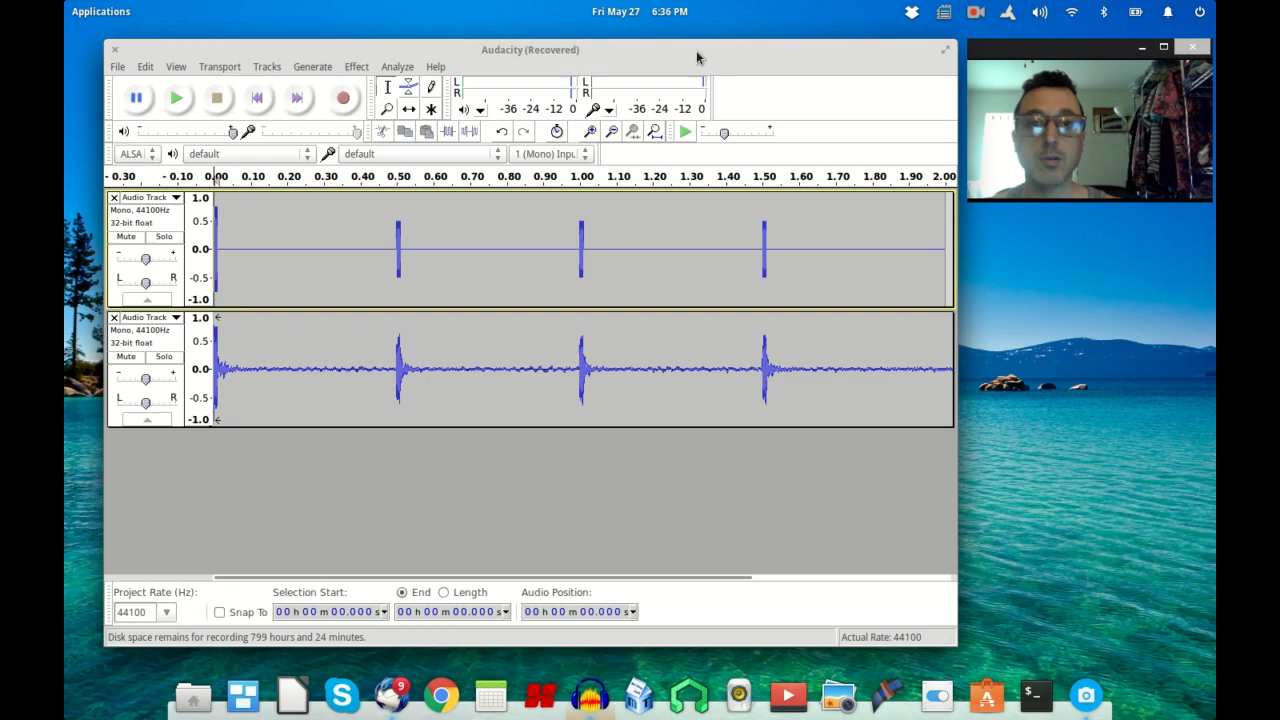 Applications
Fri May 27 6:36 PM
Audacity (Recovered)
File Edit View Transport Tracks Generate Effect Analyze Help
L L
R R
-36 -24 -12 0 -36 -24 -12 0
ALSA default default 1 (Mono) Inpu
- 0.30 - 0.10 0.00 0.10 0.20 0.30 0.40 0.50 0.60 0.70 0.80 0.90 1.00 1.10 1.20 1.30 1.40 1.50 1.60 1.70 1.80 1.90 2.00
Audio Track 1.0
Mono, 44100Hz
32-bit float 0.5
Mute Solo
- + 0.0
L R -0.5
-1.0
Audio Track 1.0
Mono, 44100Hz
32-bit float 0.5
Mute Solo
- + 0.0
L R -0.5
-1.0
Project Rate (Hz): Selection Start: End Length Audio Position:
44100 Snap To 00 h 00 m 00.000 s 00 h 00 m 00.000 s 00 h 00 m 00.000 s
Disk space remains for recording 799 hours and 24 minutes. Actual Rate: 44100
S 9 $_